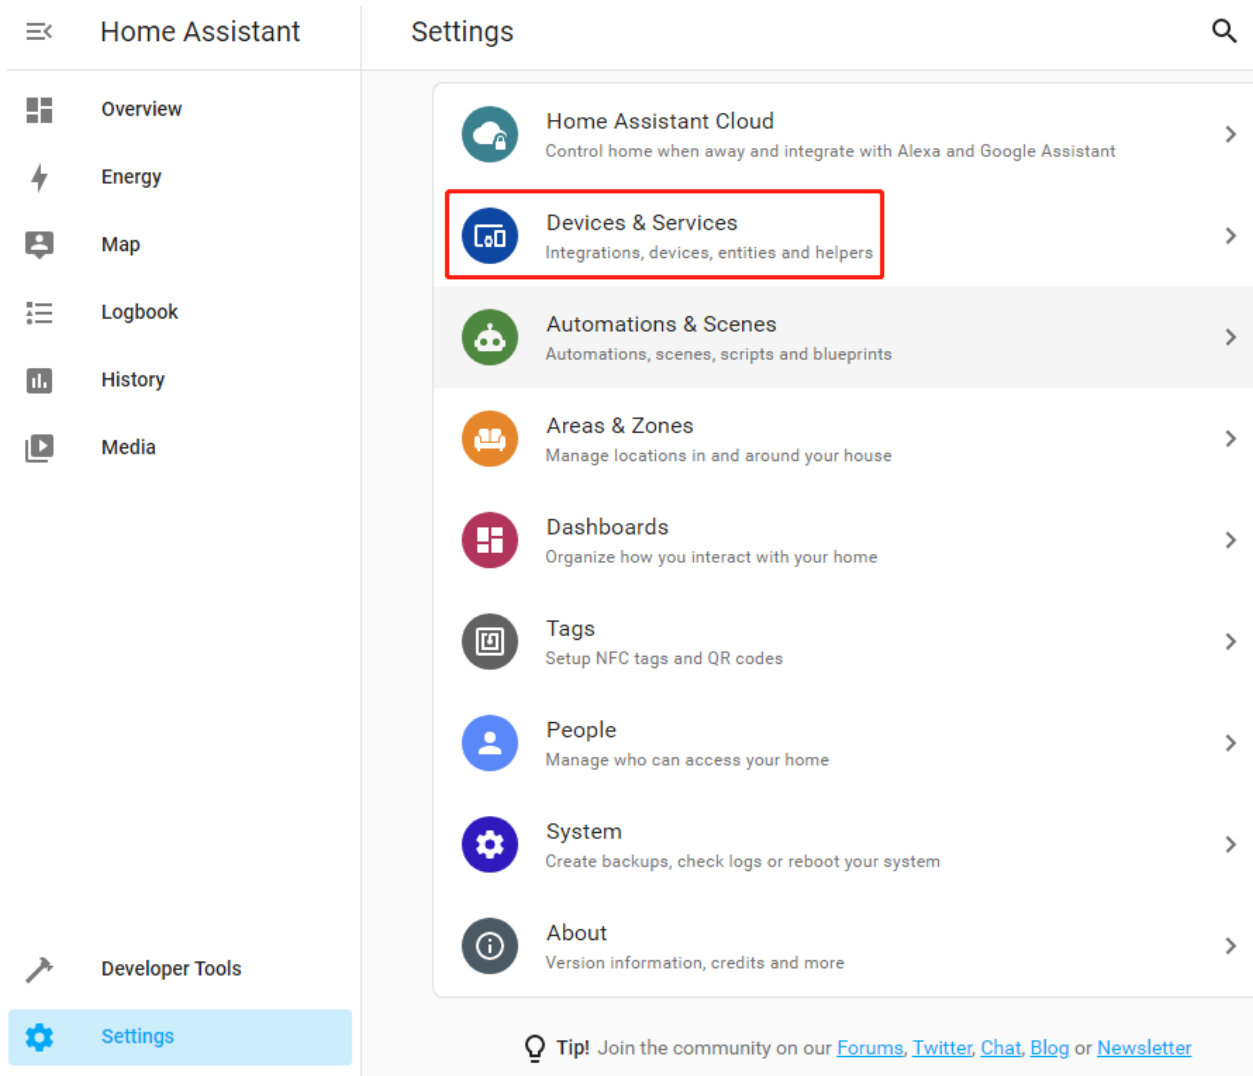 Home Assistant
Settings
Overview
Energy
Map
Logbook
History
Media
Developer Tools
Settings
Home Assistant Cloud
Control home when away and integrate with Alexa and Google Assistant
Devices & Services
Integrations, devices, entities and helpers
Automations & Scenes
Automations, scenes, scripts and blueprints
Areas & Zones
Manage locations in and around your house
Dashboards
Organize how you interact with your home
Tags
Setup NFC tags and QR codes
People
Manage who can access your home
System
Create backups, check logs or reboot your system
About
Version information, credits and more
Tip! Join the community on our Forums, Twitter, Chat, Blog or Newsletter